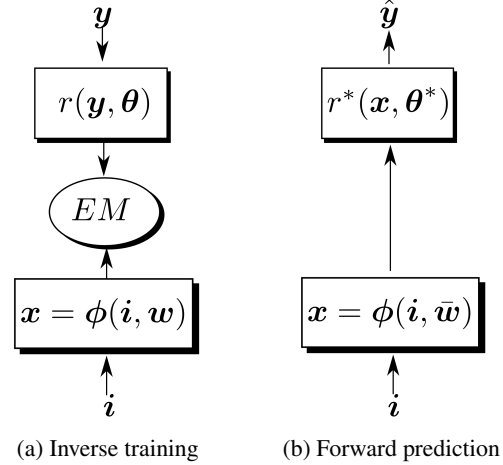 y ŷ
r(y, θ) r*(x, θ*)
EM
x = ϕ(i, w) x = ϕ(i, w̄)
i i
(a) Inverse training (b) Forward prediction